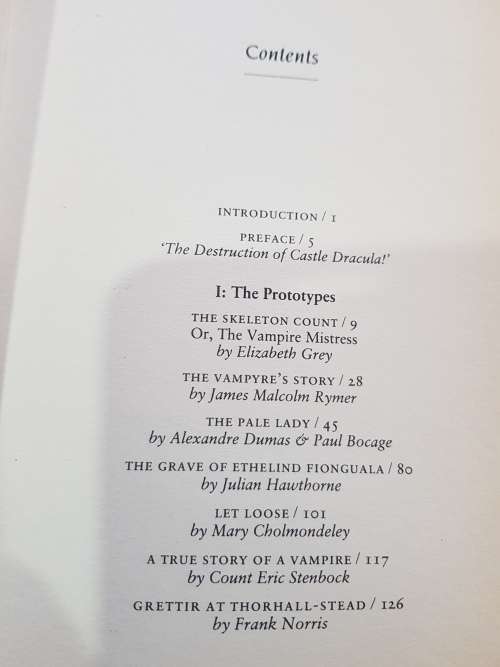 Contents
INTRODUCTION / 1
PREFACE / 5
‘The Destruction of Castle Dracula!’
I: The Prototypes
THE SKELETON COUNT / 9
Or, The Vampire Mistress
by Elizabeth Grey
THE VAMPYRE’S STORY / 28
by James Malcolm Rymer
THE PALE LADY / 45
by Alexandre Dumas & Paul Bocage
THE GRAVE OF ETHELIND FIONGUALA / 80
by Julian Hawthorne
LET LOOSE / 101
by Mary Cholmondeley
A TRUE STORY OF A VAMPIRE / 117
by Count Eric Stenbock
GRETTIR AT THORHALL-STEAD / 126
by Frank Norris